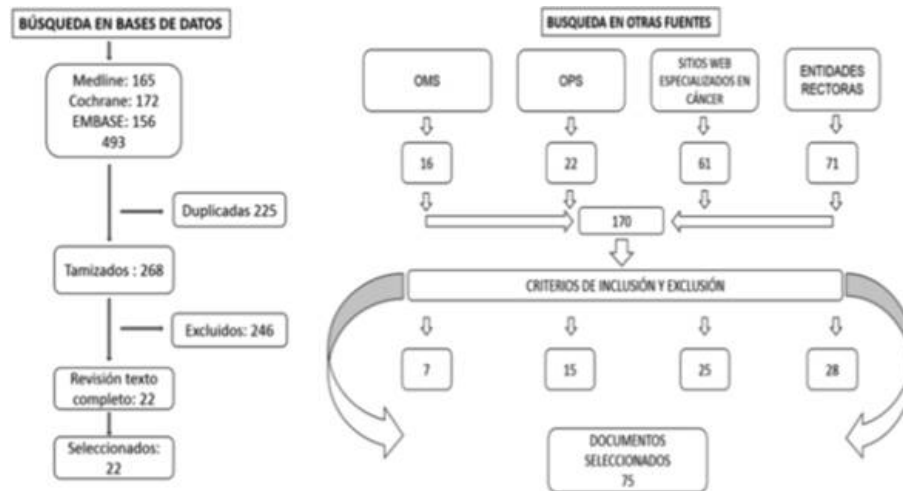 BÚSQUEDA EN BASES DE DATOS
Medline: 165
Cochrane: 172
EMBASE: 156
493
Duplicadas 225
Tamizados : 268
Excluidos: 246
Revisión texto
completo: 22
Seleccionados:
22
BUSQUEDA EN OTRAS FUENTES
OMS
OPS
SITIOS WEB
ESPECIALIZADOS EN
CÁNCER
ENTIDADES
RECTORAS
16
22
61
71
170
CRITERIOS DE INCLUSIÓN Y EXCLUSIÓN
7
15
25
28
DOCUMENTOS
SELECCIONADOS
75